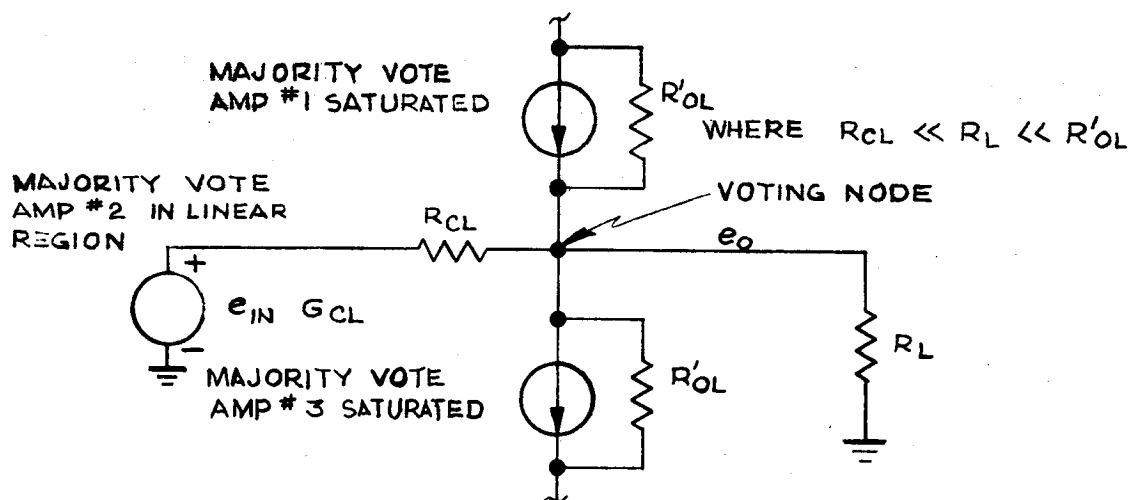 MAJORITY VOTE
AMP #1 SATURATED
R'OL
WHERE RCL << RL << R'OL
MAJORITY VOTE
AMP #2 IN LINEAR
REGION
RCL
VOTING NODE
eo
+
eIN GCL
−
RL
MAJORITY VOTE
AMP #3 SATURATED
R'OL